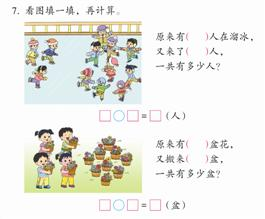 7. 看图填一填，再计算。
原来有(  )人在溜冰，
又来了(  )人，
一共有多少人？
□○□=□（人）
原来有(  )盆花，
又搬来(  )盆，
一共有多少盆？
□○□=□（盆）